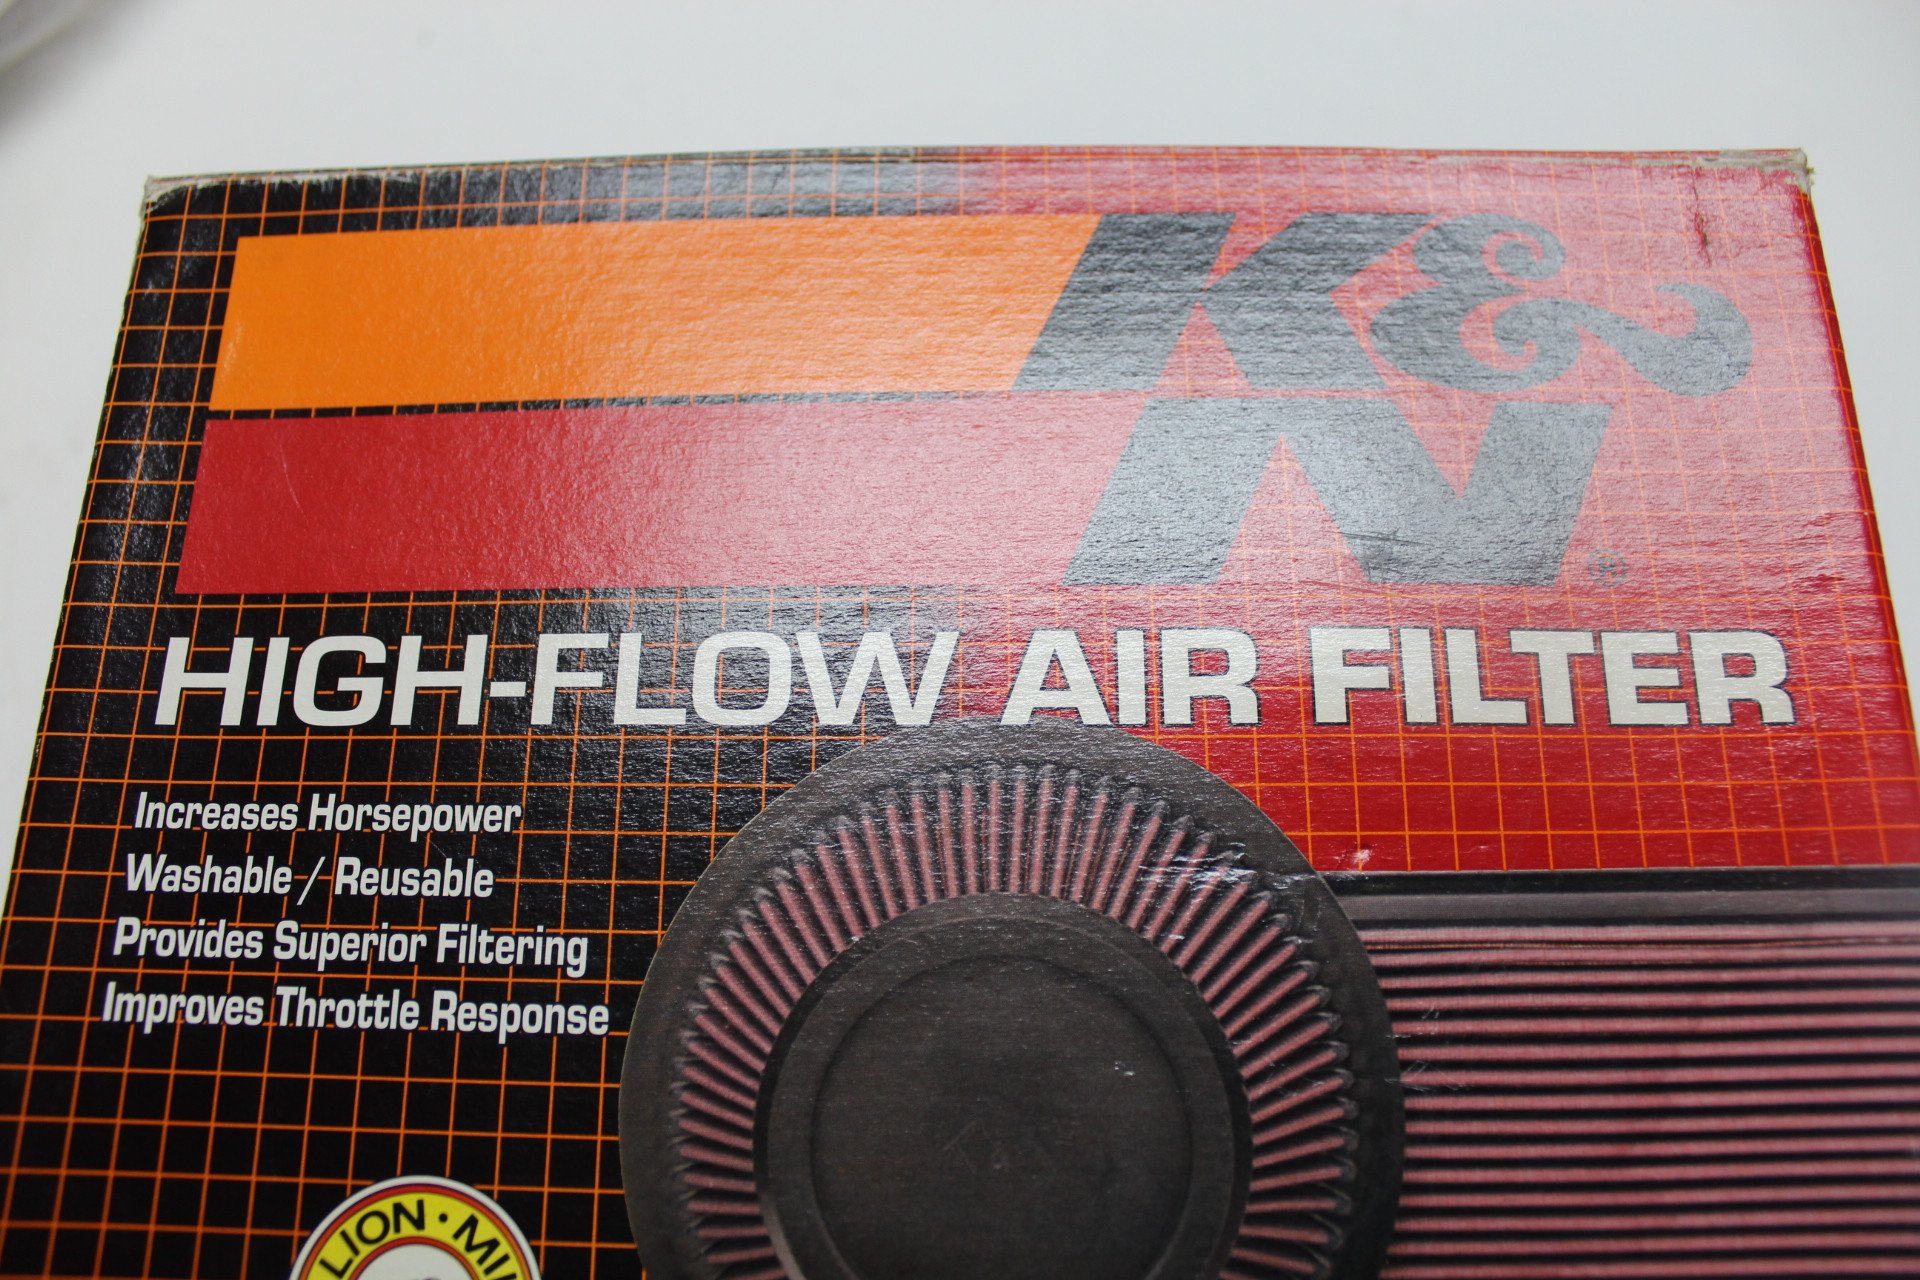 K&
N®
HIGH-FLOW AIR FILTER
Increases Horsepower
Washable / Reusable
Provides Superior Filtering
Improves Throttle Response